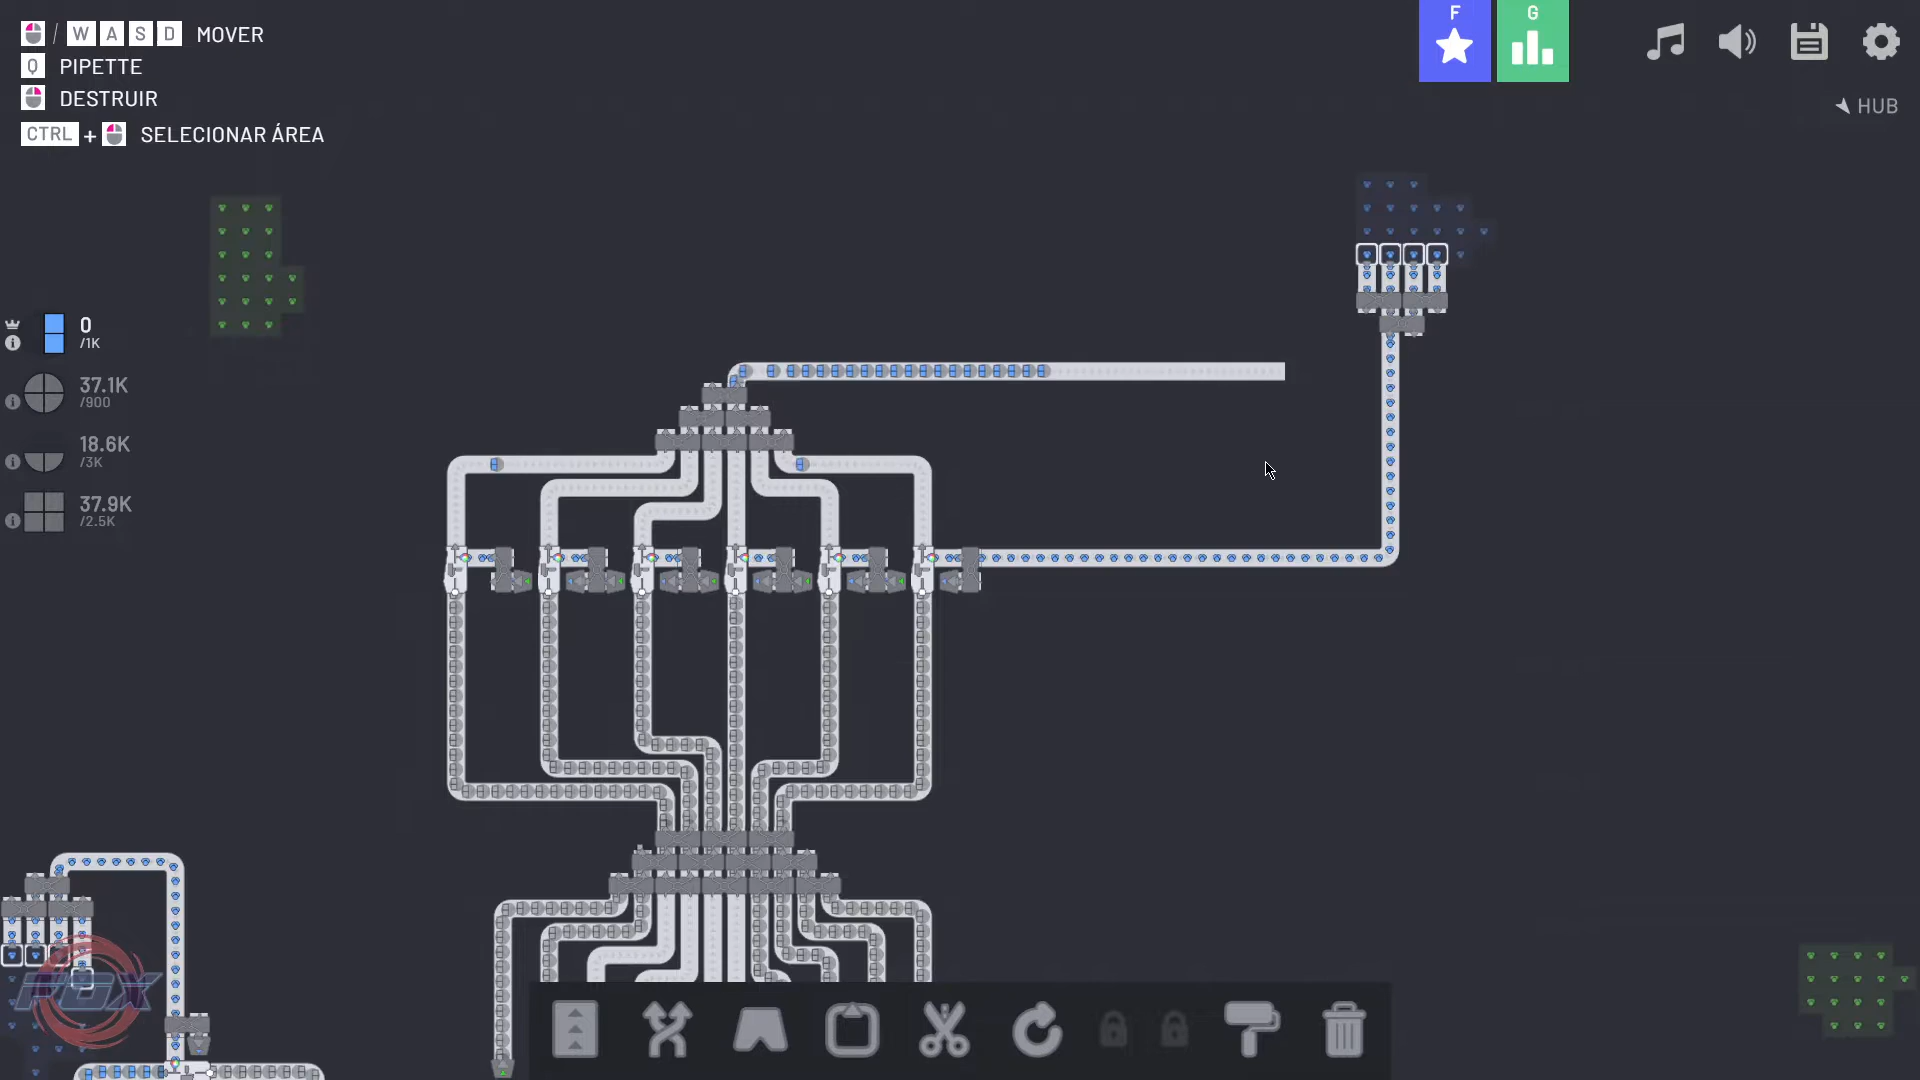 / W A S D MOVER
Q PIPETTE
DESTRUIR
CTRL + SELECIONAR ÁREA
F
G
HUB
0
/1K
37.1K
/900
18.6K
/3K
37.9K
/2.5K
FOX